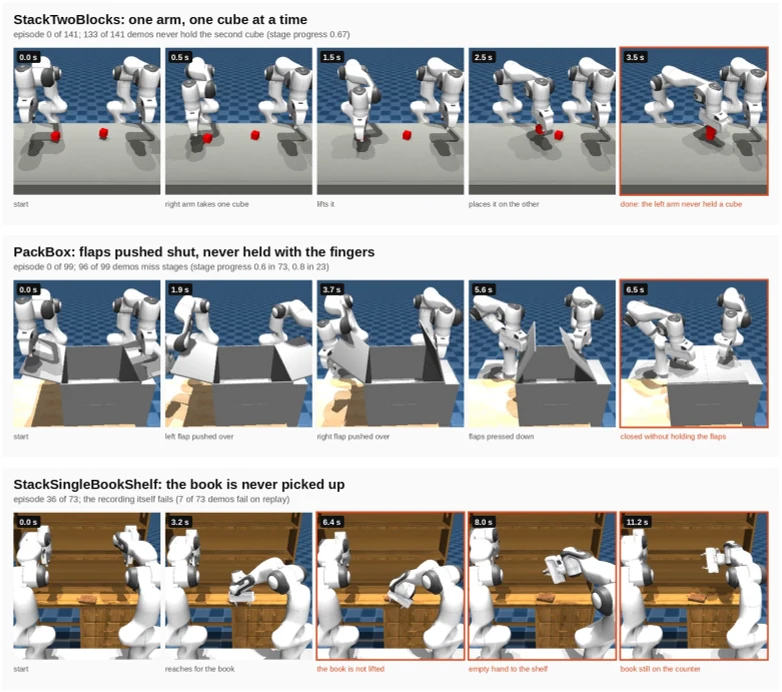 StackTwoBlocks: one arm, one cube at a time
episode 0 of 141; 133 of 141 demos never hold the second cube (stage progress 0.67)
0.0 s
0.5 s
1.5 s
2.5 s
3.5 s
start
right arm takes one cube
lifts it
places it on the other
done: the left arm never held a cube
PackBox: flaps pushed shut, never held with the fingers
episode 0 of 99; 96 of 99 demos miss stages (stage progress 0.6 in 73, 0.8 in 23)
0.0 s
1.9 s
3.7 s
5.6 s
6.5 s
start
left flap pushed over
right flap pushed over
flaps pressed down
closed without holding the flaps
StackSingleBookShelf: the book is never picked up
episode 36 of 73; the recording itself fails (7 of 73 demos fail on replay)
0.0 s
3.2 s
6.4 s
8.0 s
11.2 s
start
reaches for the book
the book is not lifted
empty hand to the shelf
book still on the counter